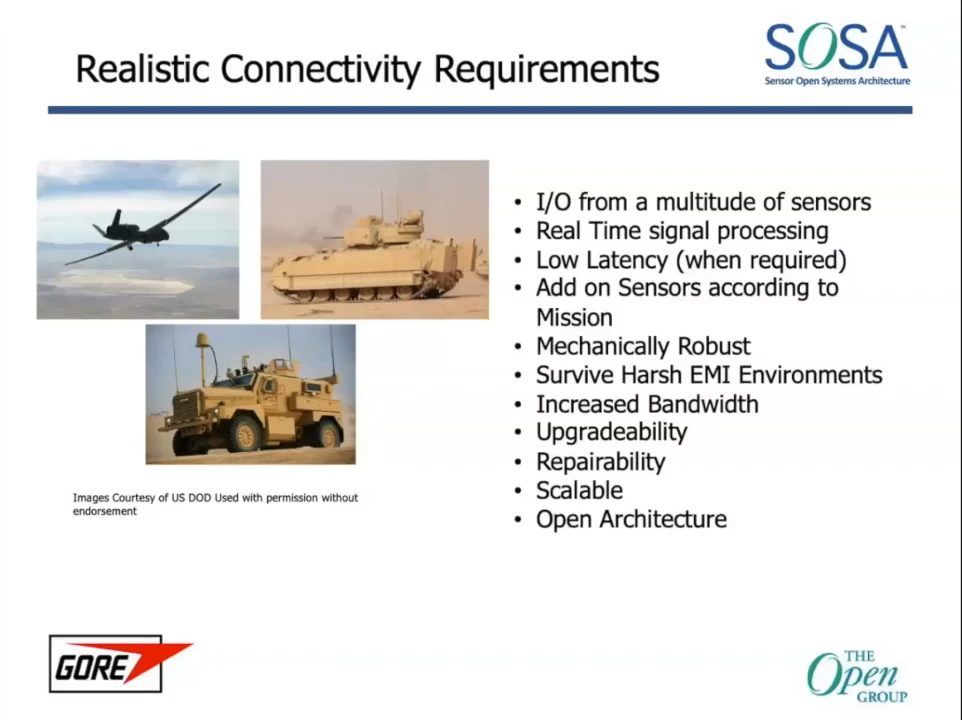 Realistic Connectivity Requirements
SOSA™
Sensor Open Systems Architecture
• I/O from a multitude of sensors
• Real Time signal processing
• Low Latency (when required)
• Add on Sensors according to
Mission
• Mechanically Robust
• Survive Harsh EMI Environments
• Increased Bandwidth
• Upgradeability
• Repairability
• Scalable
• Open Architecture
Images Courtesy of US DOD Used with permission without
endorsement
GORE
THE
Open
GROUP